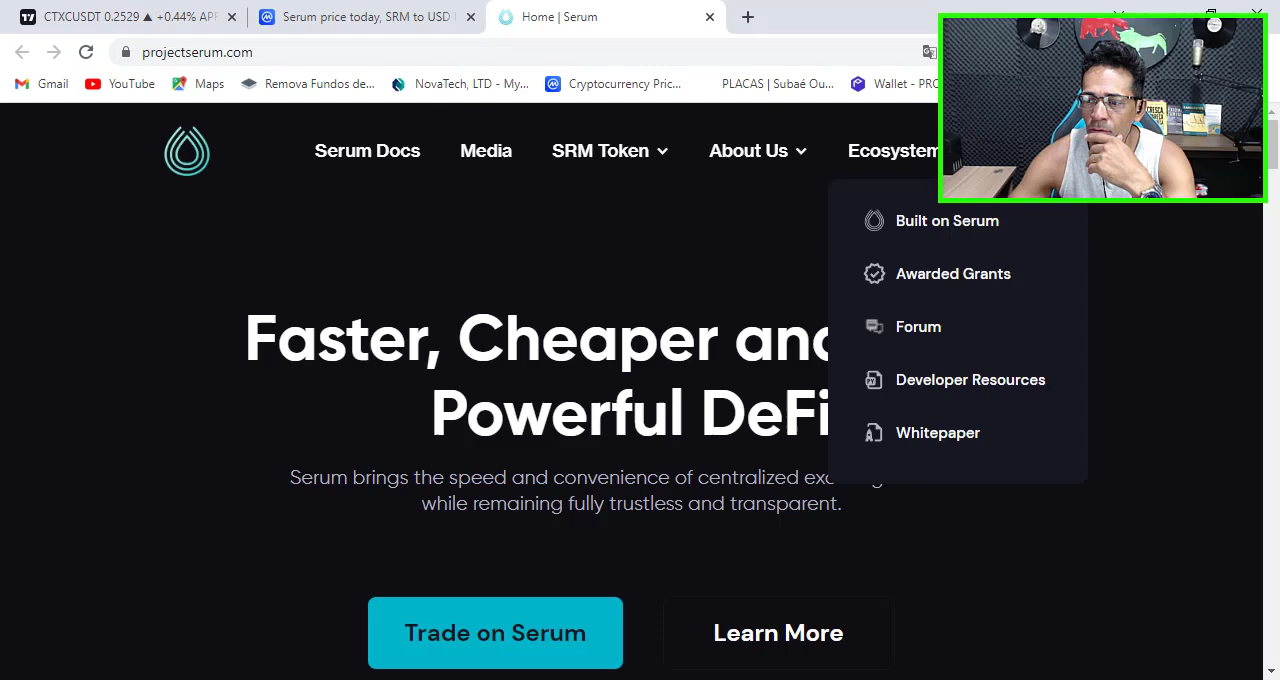 CTXCUSDT 0.2529 ▲ +0.44%
Serum price today, SRM to USD
Home | Serum
projectserum.com
Gmail
YouTube
Maps
Remova Fundos de...
NovaTech, LTD - My...
Cryptocurrency Pric...
PLACAS | Subaé Ou...
Wallet - PRO
Serum Docs
Media
SRM Token
About Us
Ecosystem
Built on Serum
Awarded Grants
Forum
Developer Resources
Whitepaper
Faster, Cheaper and
Powerful DeFi
Serum brings the speed and convenience of centralized
while remaining fully trustless and transparent.
Trade on Serum
Learn More